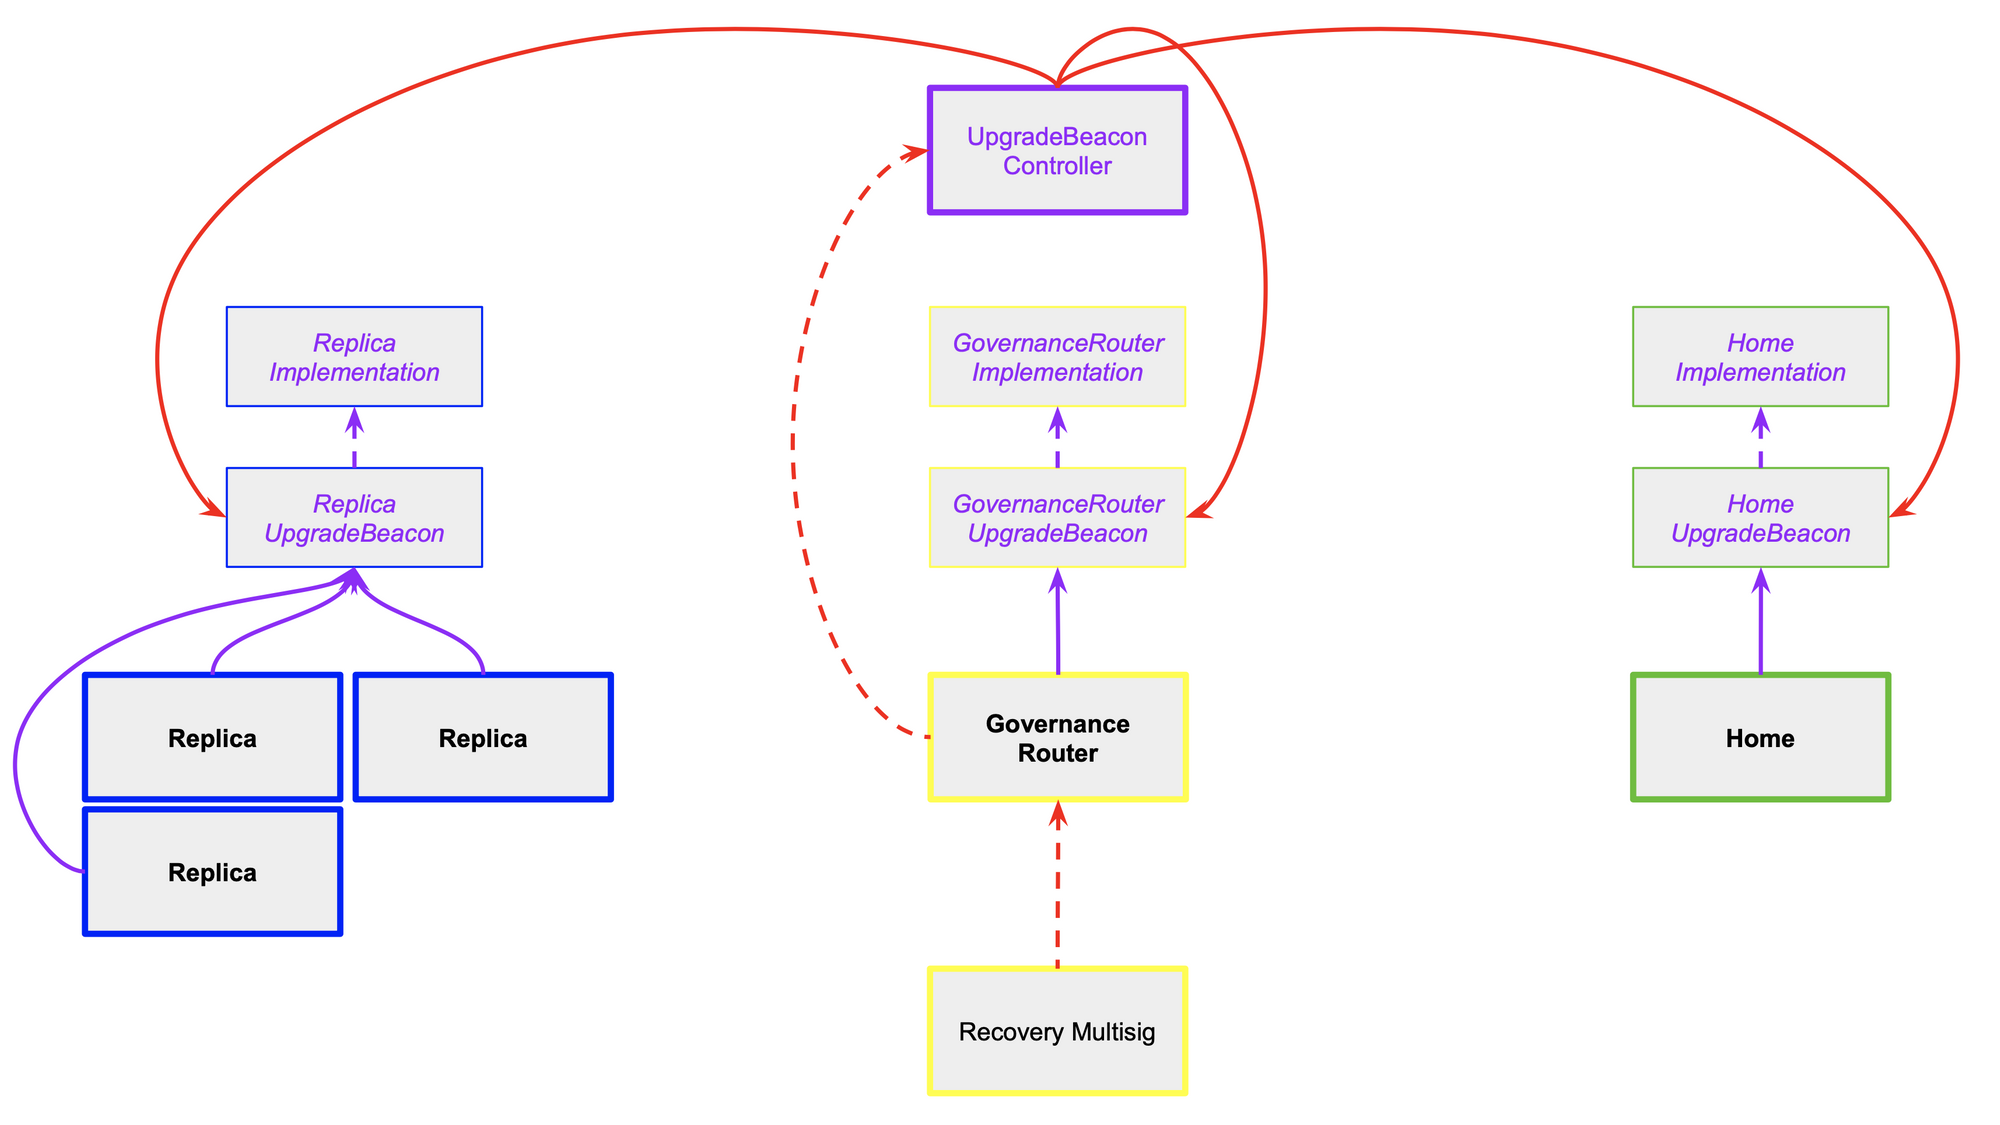 UpgradeBeacon
Controller
Replica
Implementation
GovernanceRouter
Implementation
Home
Implementation
Replica
UpgradeBeacon
GovernanceRouter
UpgradeBeacon
Home
UpgradeBeacon
Replica
Replica
Governance
Router
Home
Replica
Recovery Multisig